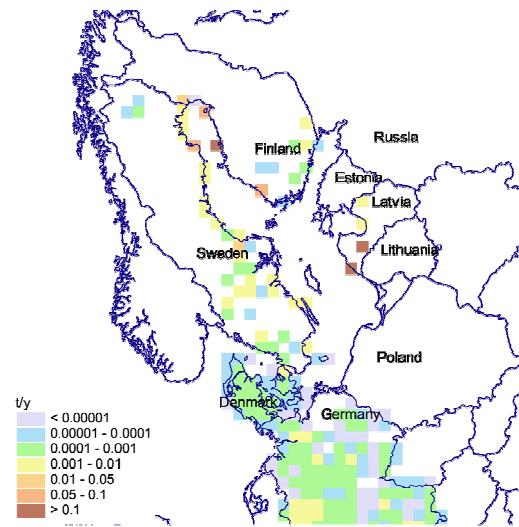 Russia
Finland
Estonia
Latvia
Sweden
Lithuania
Poland
Denmark
Germany
t/y
< 0.00001
0.00001 - 0.0001
0.0001 - 0.001
0.001 - 0.01
0.01 - 0.05
0.05 - 0.1
> 0.1